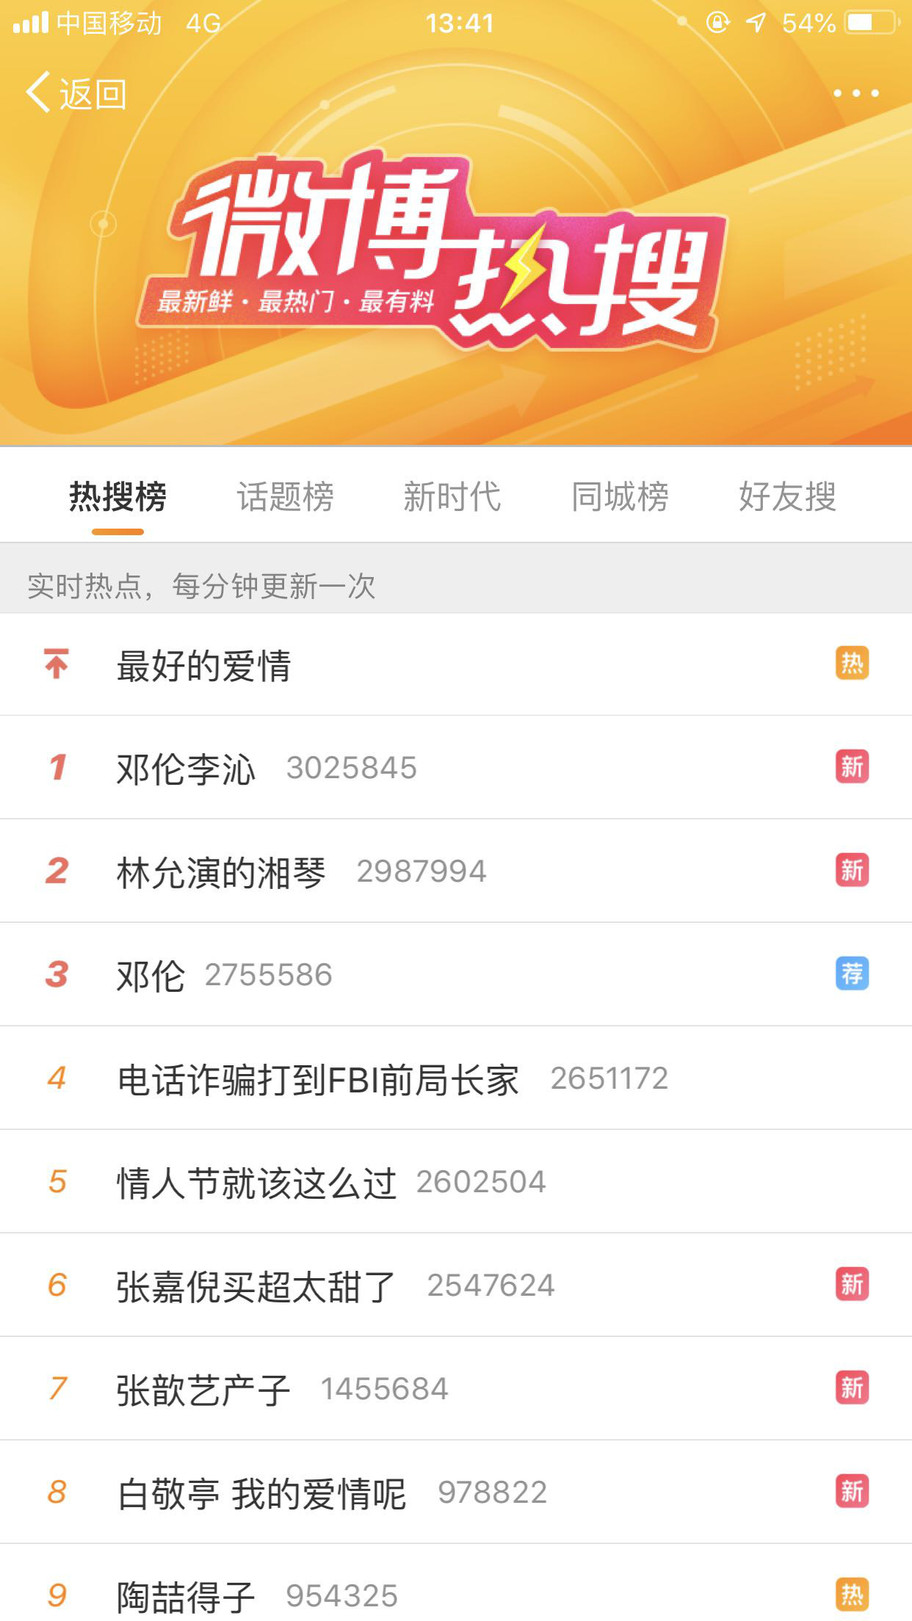 中国移动 4G 13:41 54%
返回
微博热搜
最新鲜·最热门·最有料
热搜榜 话题榜 新时代 同城榜 好友搜
实时热点，每分钟更新一次
最好的爱情 热
1 邓伦李沁 3025845 新
2 林允演的湘琴 2987994 新
3 邓伦 2755586 荐
4 电话诈骗打到FBI前局长家 2651172
5 情人节就该这么过 2602504
6 张嘉倪买超太甜了 2547624 新
7 张歆艺产子 1455684 新
8 白敬亭 我的爱情呢 978822 新
9 陶喆得子 954325 热